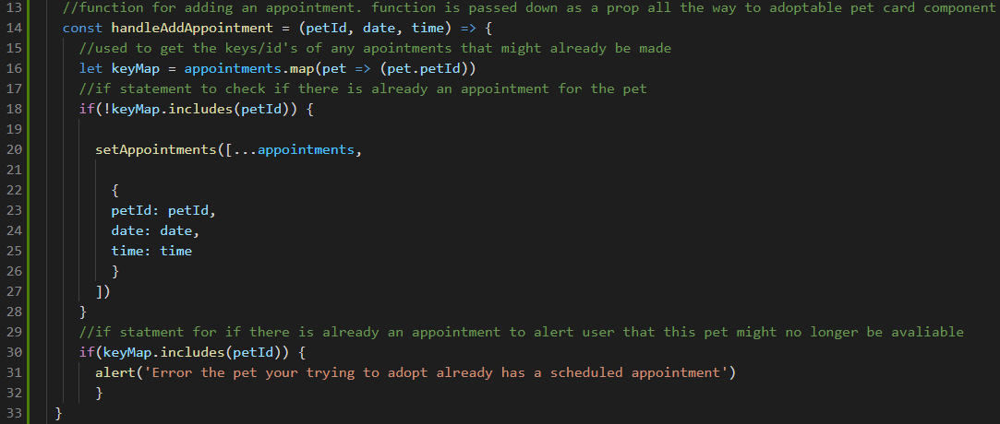 13 //function for adding an appointment. function is passed down as a prop all the way to adoptable pet card component
14 const handleAddAppointment = (petId, date, time) => {
15 //used to get the keys/id's of any apointments that might already be made
16 let keyMap = appointments.map(pet => (pet.petId))
17 //if statement to check if there is already an appointment for the pet
18 if(!keyMap.includes(petId)) {
19
20 setAppointments([...appointments,
21
22 {
23 petId: petId,
24 date: date,
25 time: time
26 }
27 ])
28 }
29 //if statment for if there is already an appointment to alert user that this pet might no longer be avaliable
30 if(keyMap.includes(petId)) {
31 alert('Error the pet your trying to adopt already has a scheduled appointment')
32 }
33 }